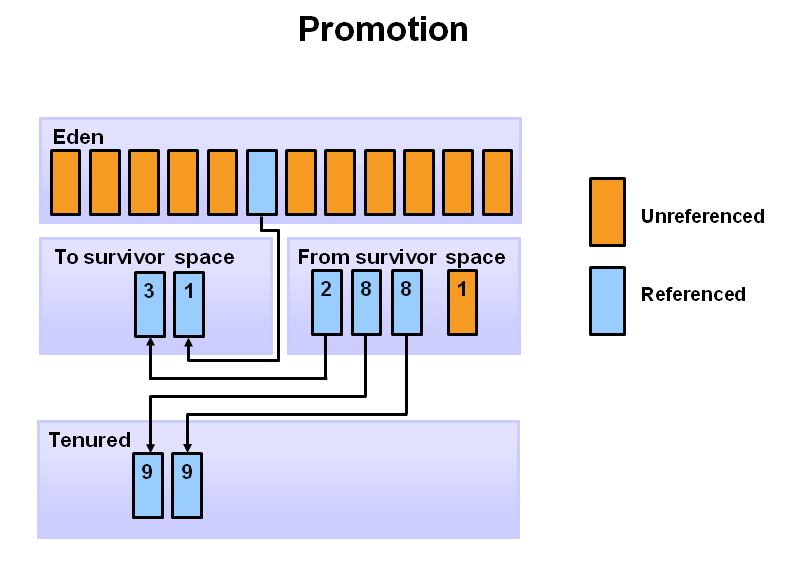 Promotion
Eden
To survivor space
From survivor space
3 1
2 8 8 1
Unreferenced
Referenced
Tenured
9 9